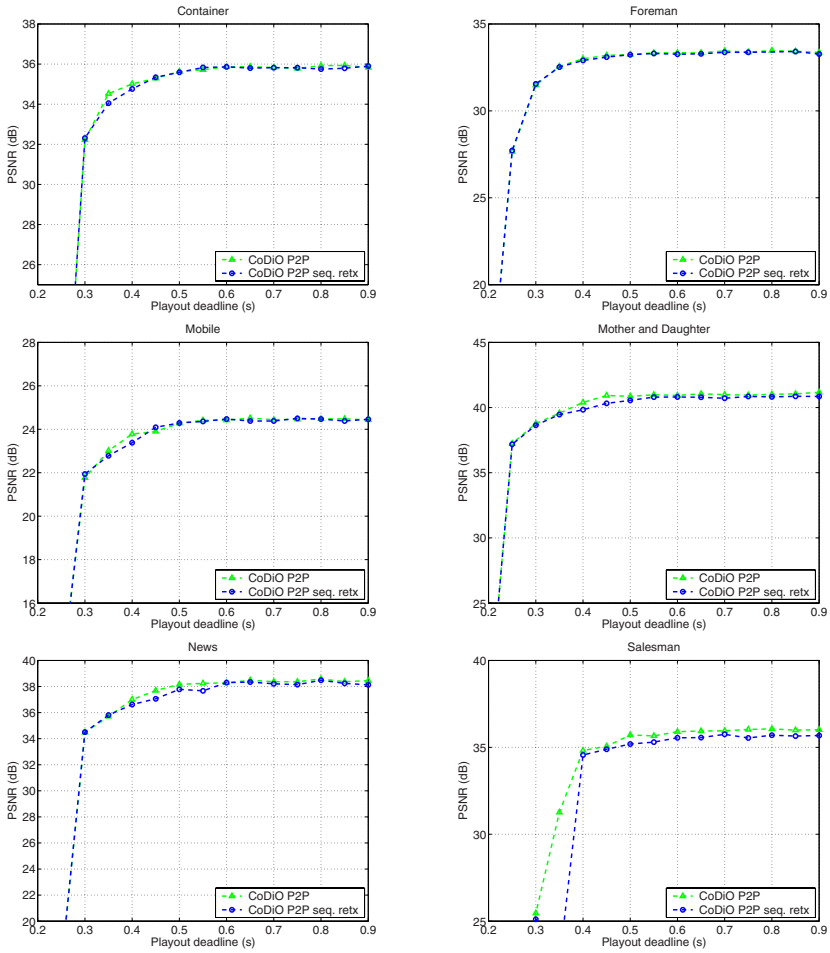 Container
38
36
34
32
30
28
26
PSNR (dB)
CoDiO P2P
CoDiO P2P seq. retx
0.2 0.3 0.4 0.5 0.6 0.7 0.8 0.9
Playout deadline (s)
Foreman
35
30
25
20
PSNR (dB)
CoDiO P2P
CoDiO P2P seq. retx
0.2 0.3 0.4 0.5 0.6 0.7 0.8 0.9
Playout deadline (s)
Mobile
28
26
24
22
20
18
16
PSNR (dB)
CoDiO P2P
CoDiO P2P seq. retx
0.2 0.3 0.4 0.5 0.6 0.7 0.8 0.9
Playout deadline (s)
Mother and Daughter
45
40
35
30
25
PSNR (dB)
CoDiO P2P
CoDiO P2P seq. retx
0.2 0.3 0.4 0.5 0.6 0.7 0.8 0.9
Playout deadline (s)
News
40
38
36
34
32
30
28
26
24
22
20
PSNR (dB)
CoDiO P2P
CoDiO P2P seq. retx
0.2 0.3 0.4 0.5 0.6 0.7 0.8 0.9
Playout deadline (s)
Salesman
40
35
30
25
PSNR (dB)
CoDiO P2P
CoDiO P2P seq. retx
0.2 0.3 0.4 0.5 0.6 0.7 0.8 0.9
Playout deadline (s)